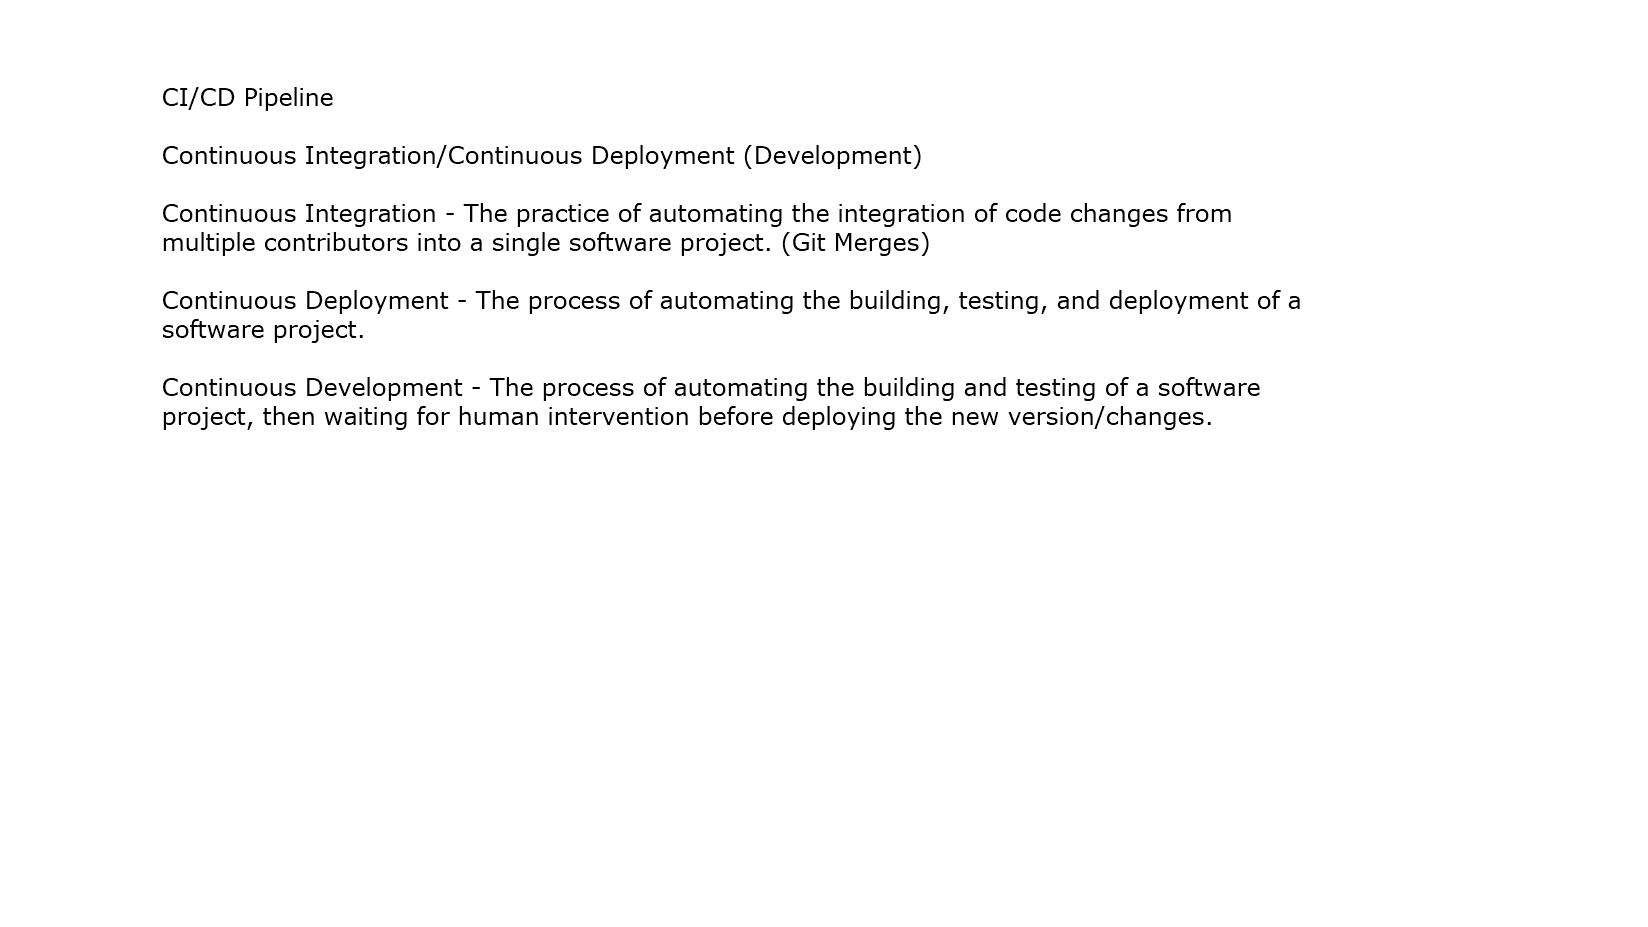 CI/CD Pipeline
Continuous Integration/Continuous Deployment (Development)
Continuous Integration - The practice of automating the integration of code changes from
multiple contributors into a single software project. (Git Merges)
Continuous Deployment - The process of automating the building, testing, and deployment of a
software project.
Continuous Development - The process of automating the building and testing of a software
project, then waiting for human intervention before deploying the new version/changes.